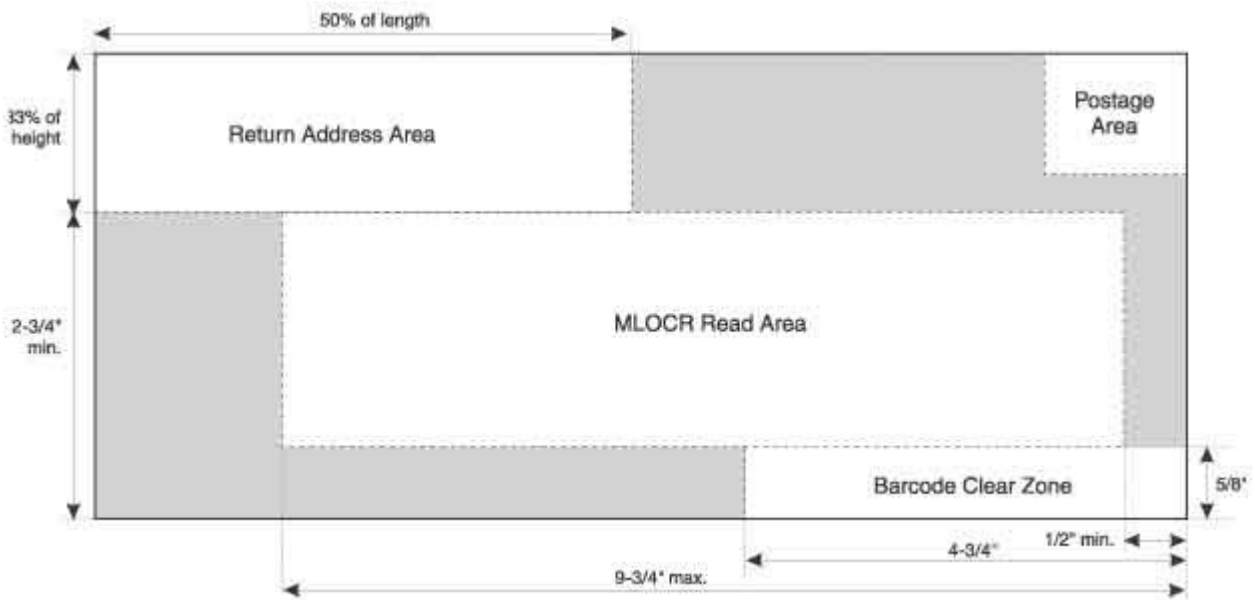 50% of length
33% of
height
Return Address Area
Postage
Area
2-3/4"
min.
MLOCR Read Area
Barcode Clear Zone
5/8"
1/2" min.
4-3/4"
9-3/4" max.